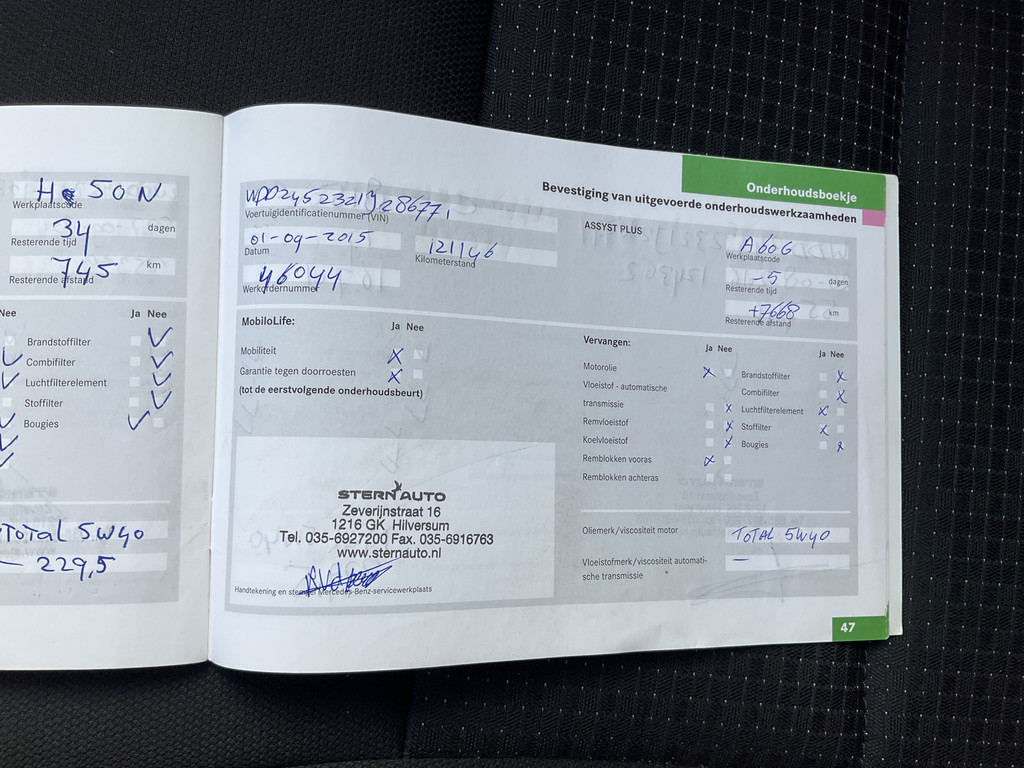 H050N
Werkplaatscode
34 dagen
Resterende tijd
745 km
Resterende afstand
Nee
Ja Nee
Brandstoffilter
Combifilter
Luchtfilterelement
Stoffilter
Bougies
TOTAL 5W40
— 229,5
Onderhoudsboekje
Bevestiging van uitgevoerde onderhoudswerkzaamheden
WDD2452321J286771
Voertuigidentificatienummer (VIN)
01-09-2015
Datum
121146
Kilometerstand
46044
Werkordernummer
ASSYST PLUS
A606
Werkplaatscode
-5 dagen
Resterende tijd
+7668 km
Resterende afstand
MobiloLife:
Ja Nee
Mobiliteit
Garantie tegen doorroesten
(tot de eerstvolgende onderhoudsbeurt)
STERN AUTO
Zeverijnstraat 16
1216 GK Hilversum
Tel. 035-6927200 Fax. 035-6916763
www.sternauto.nl
Handtekening en stempel Mercedes-Benz-servicewerkplaats
Vervangen:
Ja Nee
Motorolie
Vloeistof - automatische
transmissie
Remvloeistof
Koelvloeistof
Remblokken vooras
Remblokken achteras
Ja Nee
Brandstoffilter
Combifilter
Luchtfilterelement
Stoffilter
Bougies
Oliemerk/viscositeit motor TOTAL 5W40
Vloeistofmerk/viscositeit automati- —
sche transmissie
47